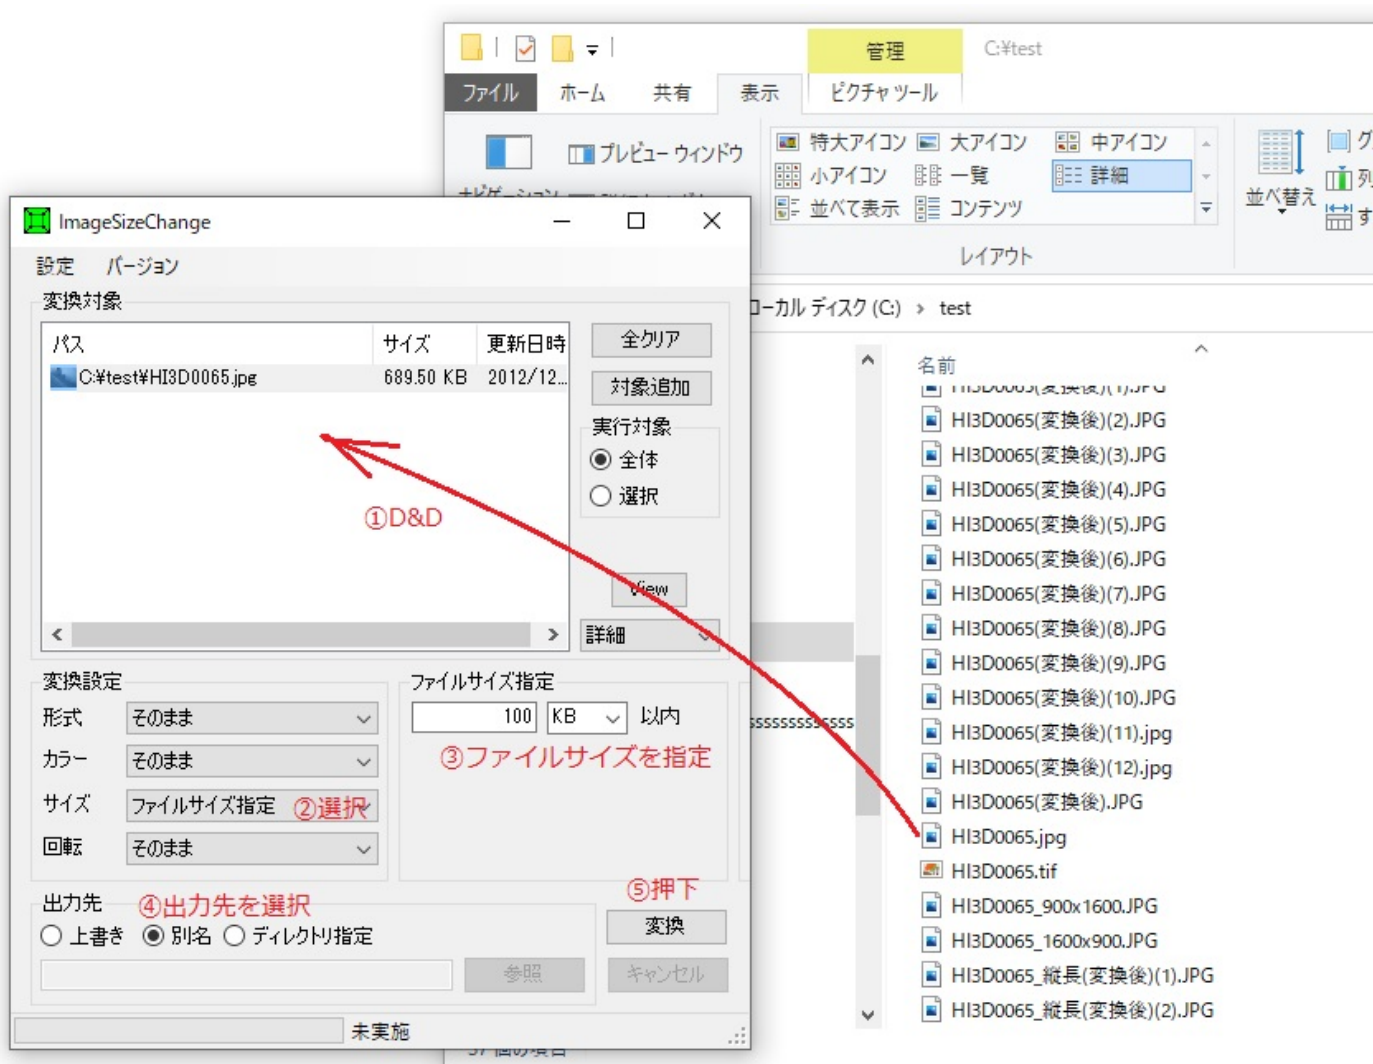 管理
C:¥test
ファイル
ホーム
共有
表示
ピクチャ ツール
プレビュー ウィンドウ
特大アイコン
大アイコン
中アイコン
小アイコン
一覧
詳細
並べて表示
コンテンツ
並べ替え
レイアウト
ImageSizeChange
設定
バージョン
変換対象
パス
サイズ
更新日時
C:¥test¥HI3D0065.jpg
689.50 KB
2012/12...
全クリア
対象追加
実行対象
全体
選択
①D&D
View
詳細
変換設定
形式
そのまま
カラー
そのまま
サイズ
ファイルサイズ指定
②選択
回転
そのまま
ファイルサイズ指定
100
KB
以内
③ファイルサイズを指定
出力先
④出力先を選択
上書き
別名
ディレクトリ指定
参照
⑤押下
変換
キャンセル
未実施
ーカル ディスク (C:) › test
名前
HI3D0065(変換後)(1).JPG
HI3D0065(変換後)(2).JPG
HI3D0065(変換後)(3).JPG
HI3D0065(変換後)(4).JPG
HI3D0065(変換後)(5).JPG
HI3D0065(変換後)(6).JPG
HI3D0065(変換後)(7).JPG
HI3D0065(変換後)(8).JPG
HI3D0065(変換後)(9).JPG
HI3D0065(変換後)(10).JPG
HI3D0065(変換後)(11).jpg
HI3D0065(変換後)(12).jpg
HI3D0065(変換後).JPG
HI3D0065.jpg
HI3D0065.tif
HI3D0065_900x1600.JPG
HI3D0065_1600x900.JPG
HI3D0065_縦長(変換後)(1).JPG
HI3D0065_縦長(変換後)(2).JPG